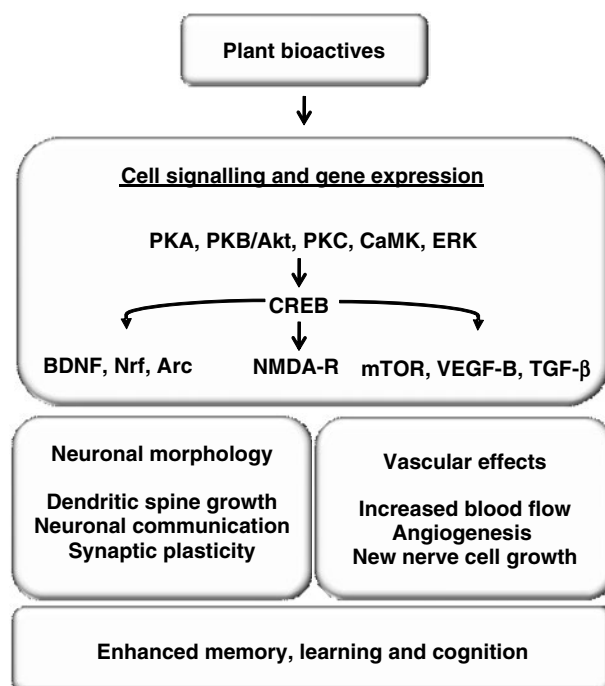 Plant bioactives
Cell signalling and gene expression
PKA, PKB/Akt, PKC, CaMK, ERK
CREB
BDNF, Nrf, Arc
NMDA-R
mTOR, VEGF-B, TGF-β
Neuronal morphology
Dendritic spine growth
Neuronal communication
Synaptic plasticity
Vascular effects
Increased blood flow
Angiogenesis
New nerve cell growth
Enhanced memory, learning and cognition